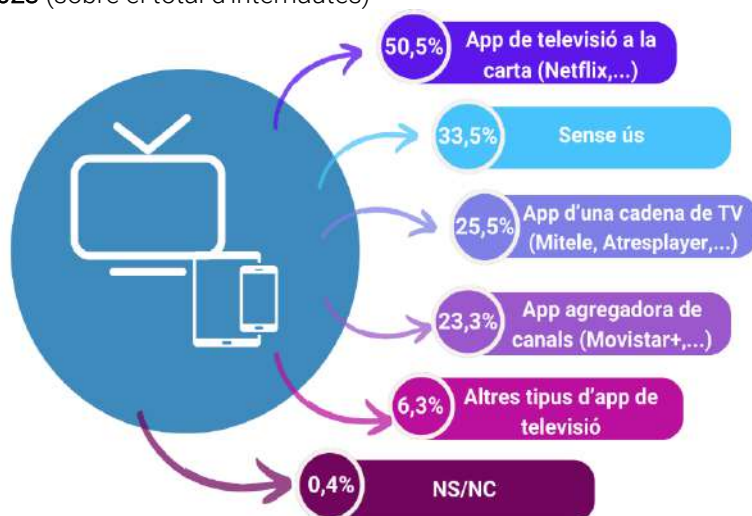 (sobre el total d'internautes)
50,5%
App de televisió a la
carta (Netflix,...)
33,5%
Sense ús
25,5%
App d'una cadena de TV
(Mitele, Atresplayer,...)
23,3%
App agregadora de
canals (Movistar+,...)
6,3%
Altres tipus d'app de
televisió
0,4%
NS/NC